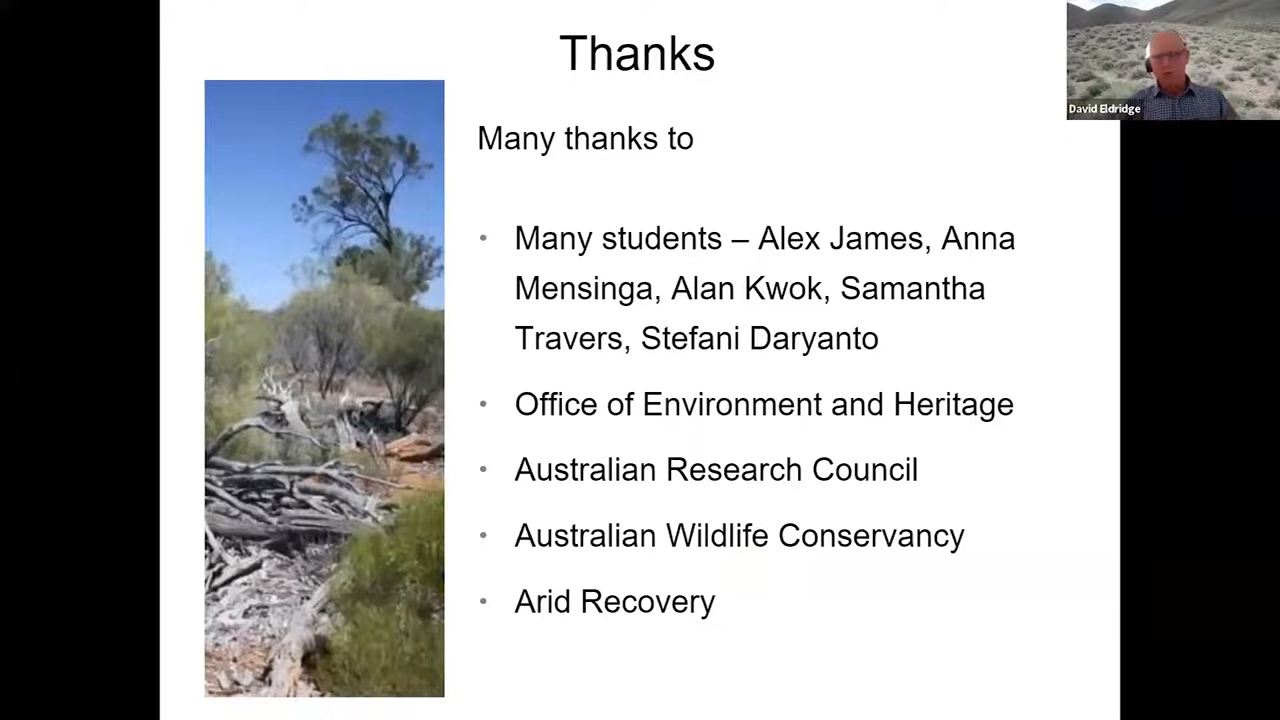 Thanks
David Eldridge
Many thanks to
• Many students – Alex James, Anna
Mensinga, Alan Kwok, Samantha
Travers, Stefani Daryanto
• Office of Environment and Heritage
• Australian Research Council
• Australian Wildlife Conservancy
• Arid Recovery